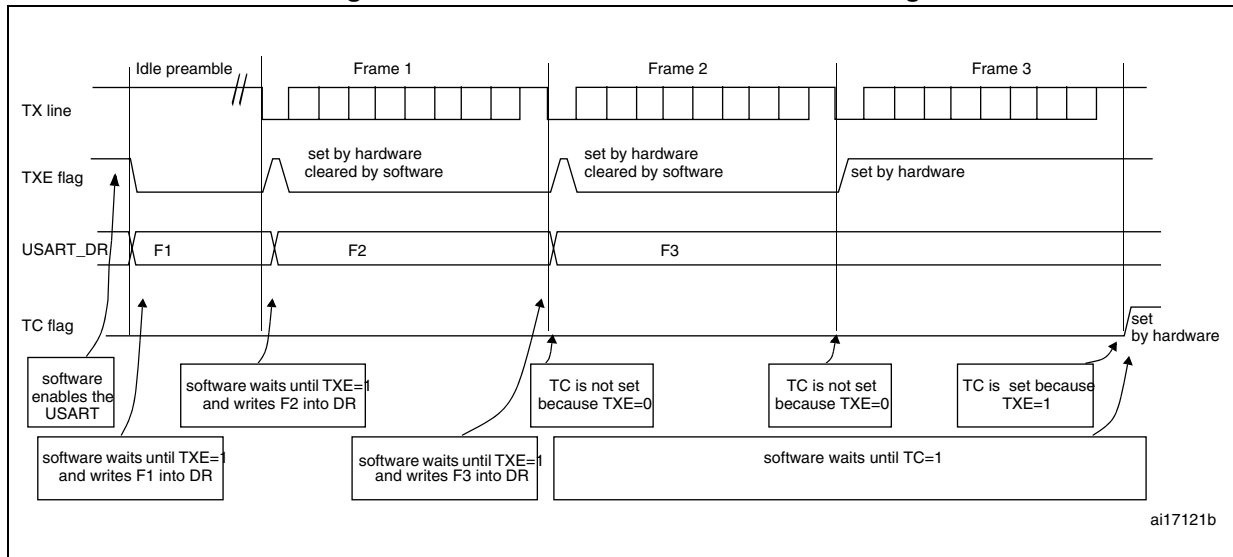 Idle preamble
Frame 1
Frame 2
Frame 3
TX line
TXE flag
set by hardware
cleared by software
set by hardware
cleared by software
set by hardware
USART_DR
F1
F2
F3
TC flag
set
by hardware
software
enables the
USART
software waits until TXE=1
and writes F2 into DR
TC is not set
because TXE=0
TC is not set
because TXE=0
TC is set because
TXE=1
software waits until TXE=1
and writes F1 into DR
software waits until TXE=1
and writes F3 into DR
software waits until TC=1
ai17121b